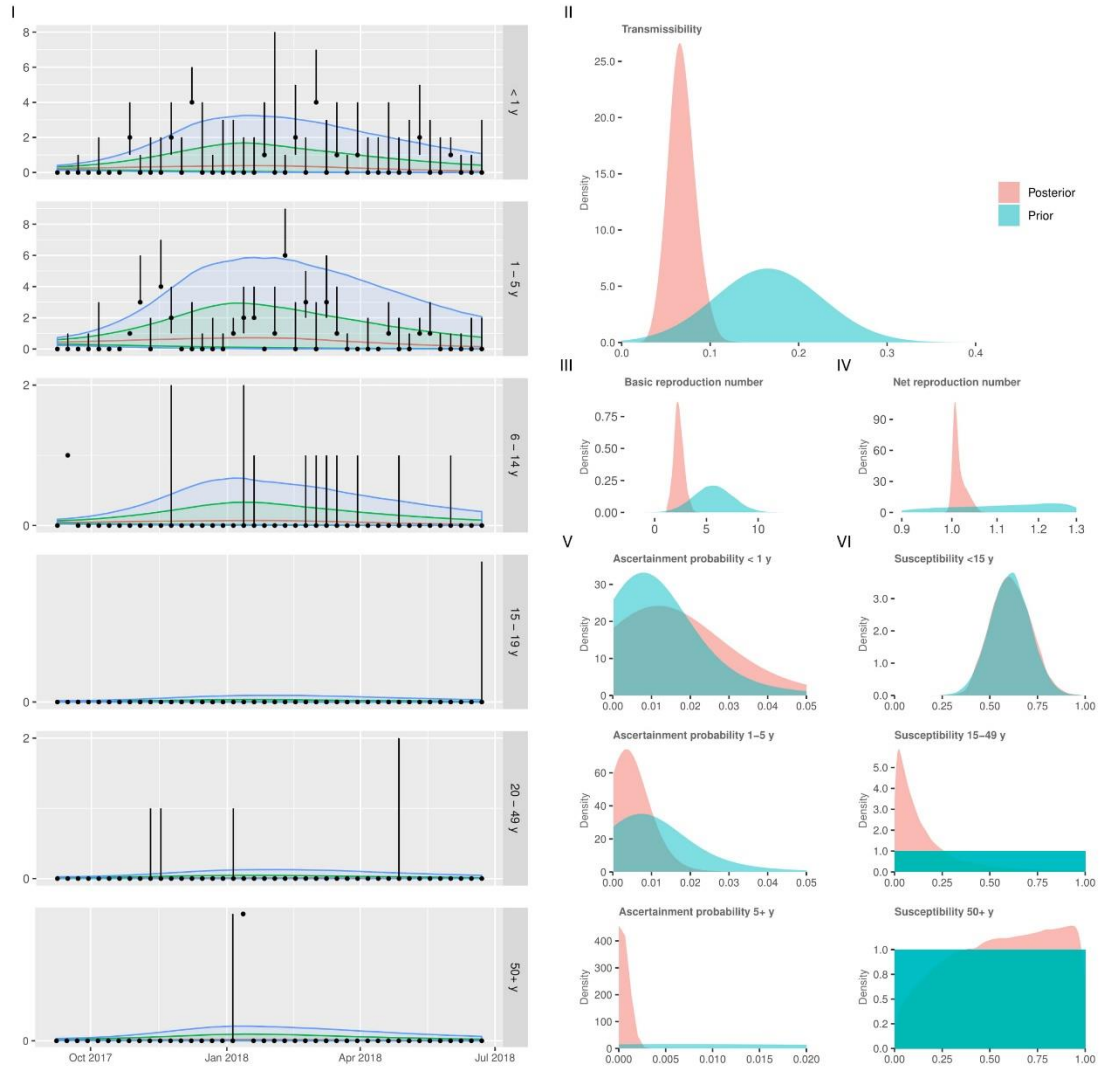 I
8
6
4
2
0
< 1 y
8
6
4
2
0
1 – 5 y
2
0
6 – 14 y
0
15 – 19 y
2
0
20 – 49 y
0
50+ y
Oct 2017 Jan 2018 Apr 2018 Jul 2018
II
Transmissibility
25.0
20.0
15.0
10.0
5.0
0.0
Density
0.0 0.1 0.2 0.3 0.4
Posterior
Prior
III
Basic reproduction number
0.75
0.50
0.25
0.00
Density
0 5 10
IV
Net reproduction number
90
60
30
0
Density
0.9 1.0 1.1 1.2 1.3
V
Ascertainment probability < 1 y
30
20
10
0
Density
0.00 0.01 0.02 0.03 0.04 0.05
Ascertainment probability 1–5 y
60
40
20
0
Density
0.00 0.01 0.02 0.03 0.04 0.05
Ascertainment probability 5+ y
400
300
200
100
0
Density
0.000 0.005 0.010 0.015 0.020
VI
Susceptibility <15 y
3.0
2.0
1.0
0.0
Density
0.00 0.25 0.50 0.75 1.00
Susceptibility 15–49 y
5.0
4.0
3.0
2.0
1.0
0.0
Density
0.00 0.25 0.50 0.75 1.00
Susceptibility 50+ y
1.0
0.8
0.5
0.2
0.0
Density
0.00 0.25 0.50 0.75 1.00